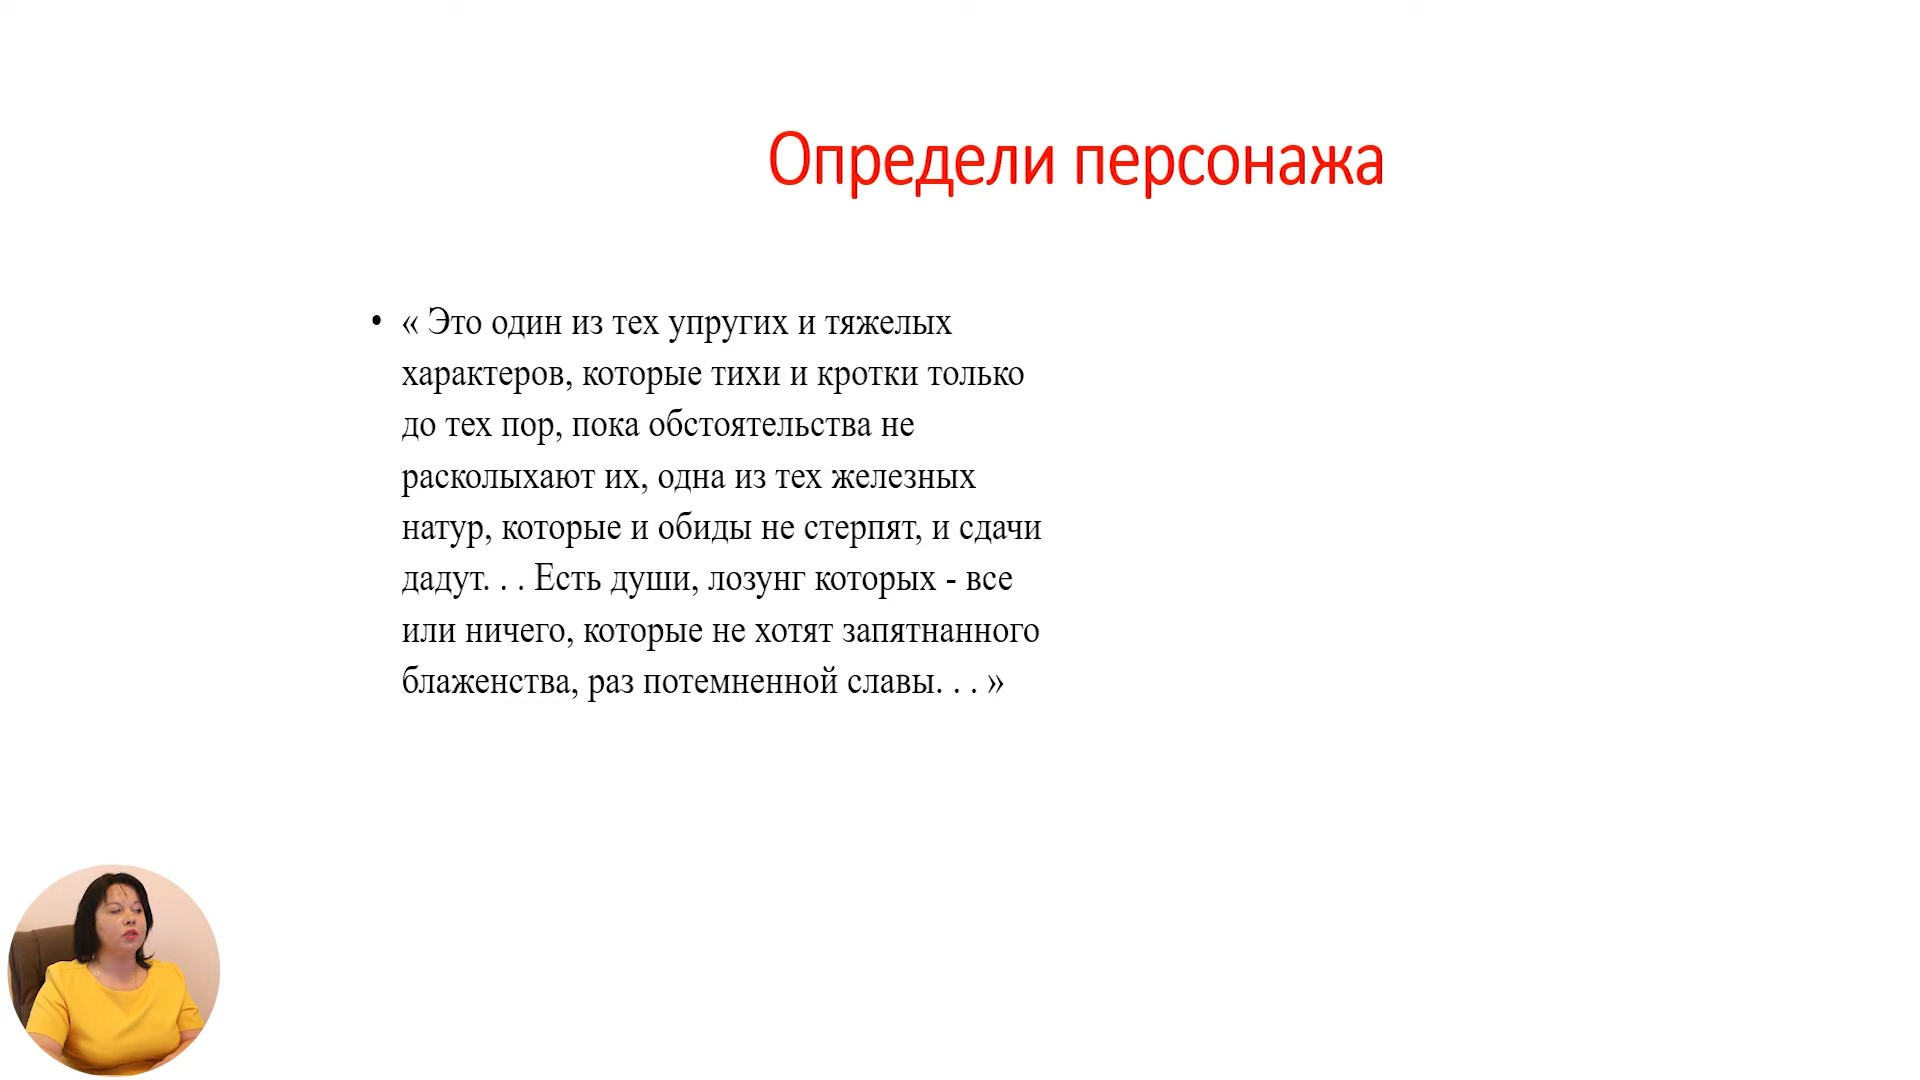 Определи персонажа
• « Это один из тех упругих и тяжелых
характеров, которые тихи и кротки только
до тех пор, пока обстоятельства не
расколыхают их, одна из тех железных
натур, которые и обиды не стерпят, и сдачи
дадут. . . Есть души, лозунг которых - все
или ничего, которые не хотят запятнанного
блаженства, раз потемненной славы. . . »